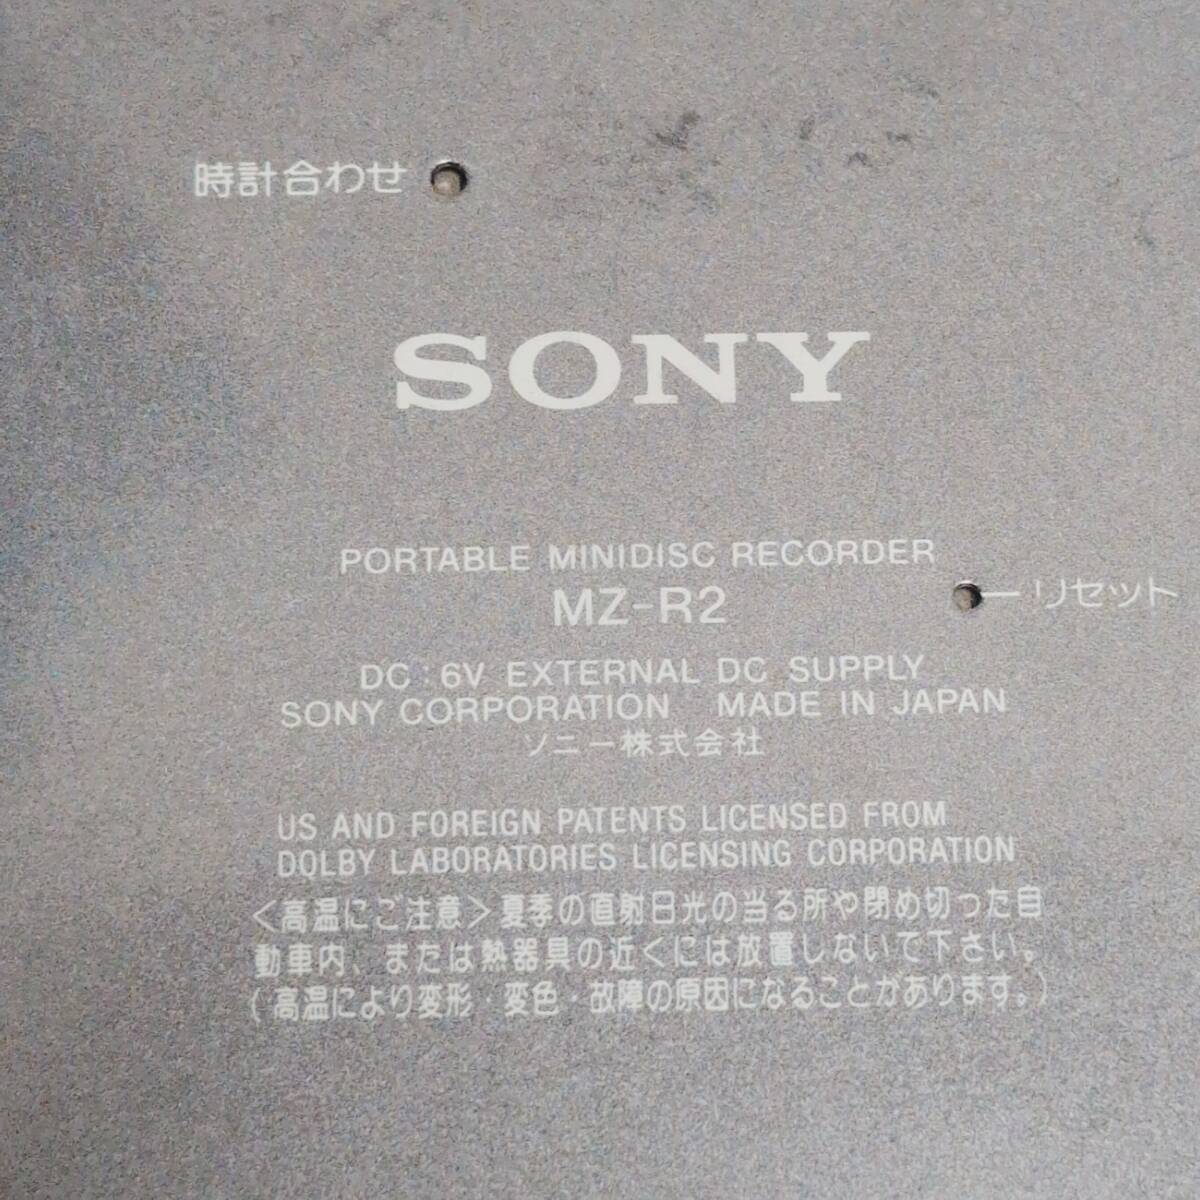 時計合わせ
SONY
PORTABLE MINIDISC RECORDER
MZ-R2
リセット
DC : 6V EXTERNAL DC SUPPLY
SONY CORPORATION MADE IN JAPAN
ソニー株式会社
US AND FOREIGN PATENTS LICENSED FROM
DOLBY LABORATORIES LICENSING CORPORATION
<高温にご注意>夏季の直射日光の当る所や閉め切った自
動車内、または熱器具の近くには放置しないで下さい。
(高温により変形・変色・故障の原因になることがあります。)